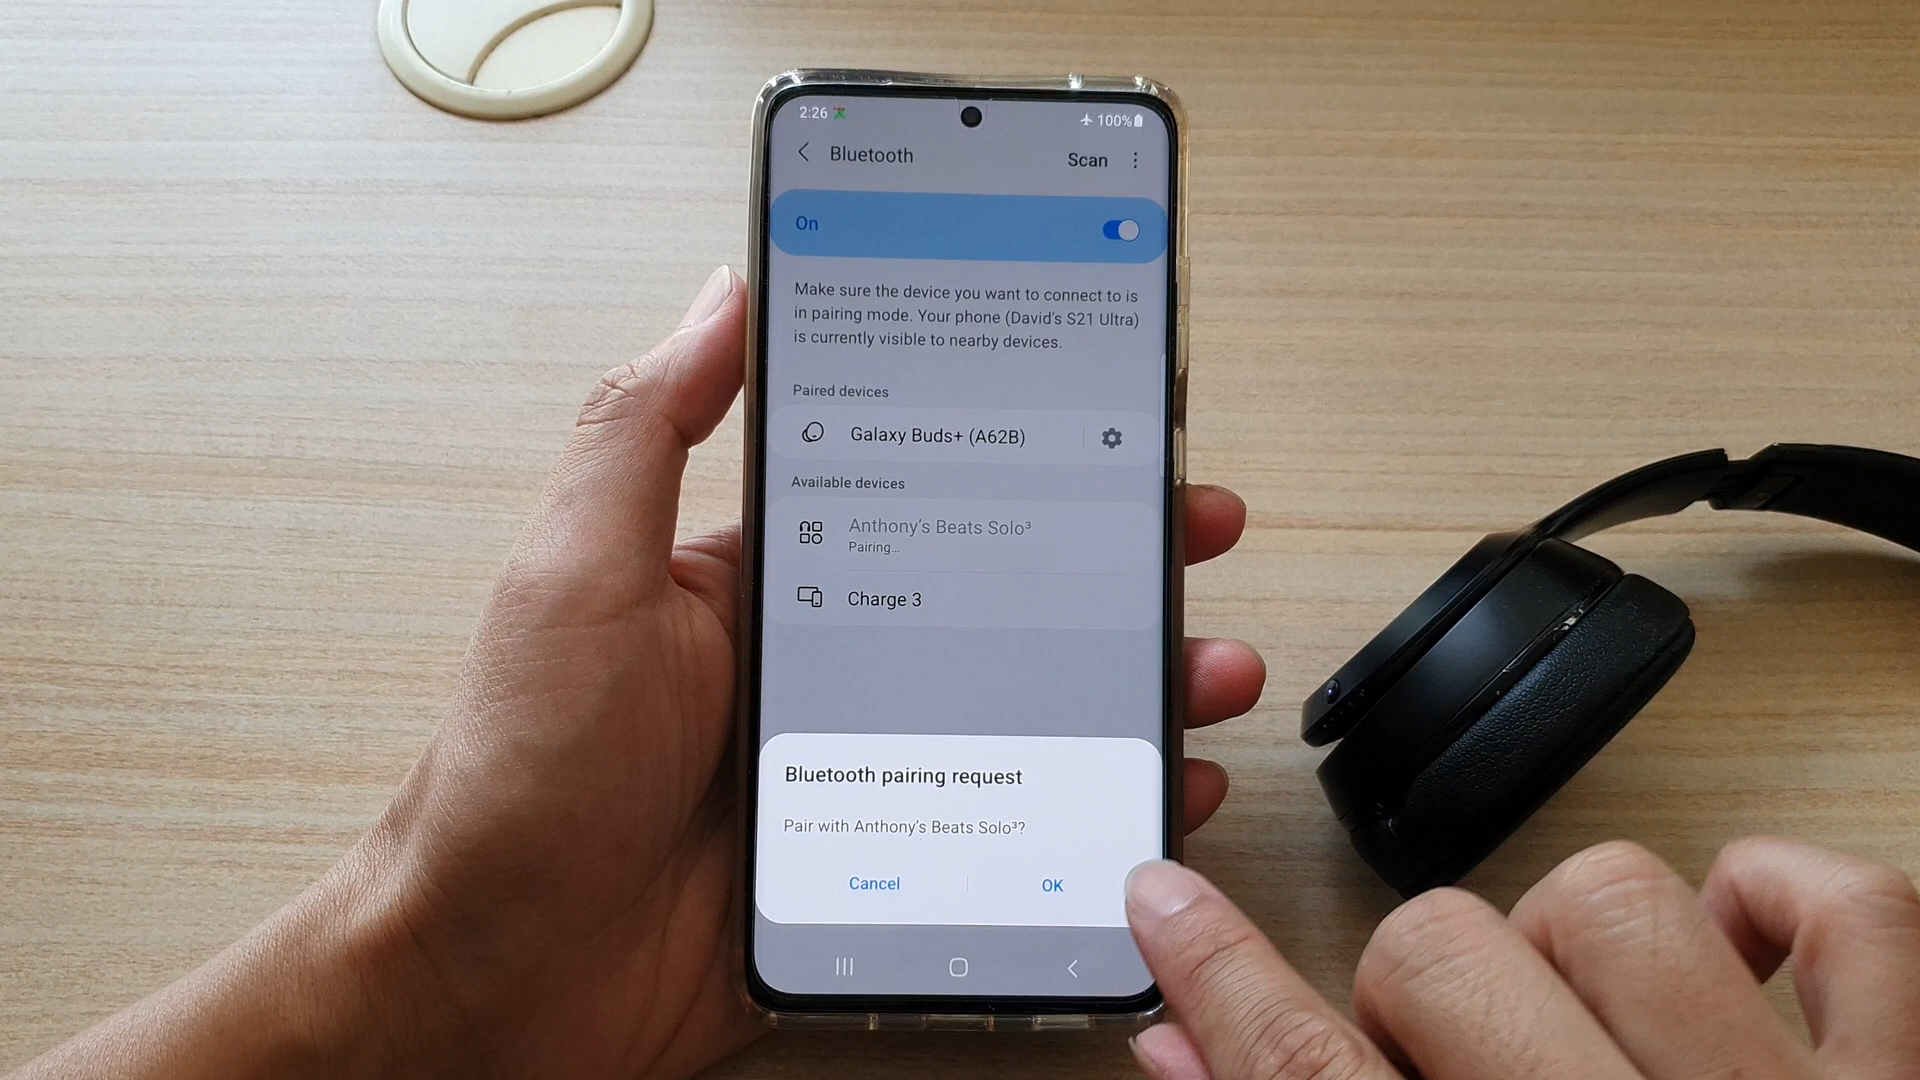 2:26 100%
Bluetooth Scan
On
Make sure the device you want to connect to is
in pairing mode. Your phone (David's S21 Ultra)
is currently visible to nearby devices.
Paired devices
Galaxy Buds+ (A62B)
Available devices
Anthony's Beats Solo³
Pairing...
Charge 3
Bluetooth pairing request
Pair with Anthony's Beats Solo³?
Cancel OK